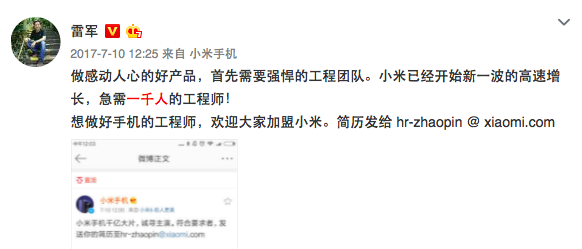 雷军
2017-7-10 12:25 来自 小米手机
做感动人心的好产品，首先需要强悍的工程团队。小米已经开始新一波的高速增
长，急需一千人的工程师！
想做好手机的工程师，欢迎大家加盟小米。简历发给 hr-zhaopin @ xiaomi.com
微博正文
小米手机
小米手机千亿大片，诚寻主演。符合要求者，发
送你的简历至hr-zhaopin@xiaomi.com